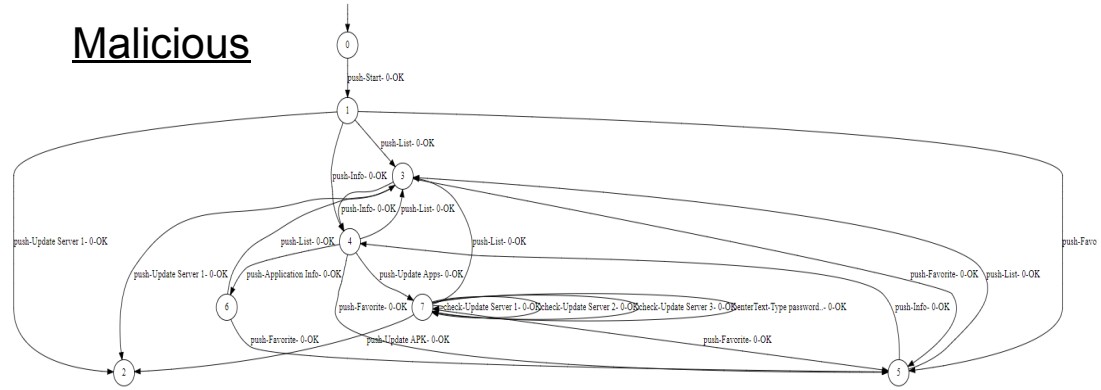 Malicious
0
push-Start- 0-OK
1
push-List- 0-OK
push-Info- 0-OK
3
push-Info- 0-OK
push-List- 0-OK
push-Update Server 1- 0-OK
push-List- 0-OK
4
push-List- 0-OK
push-Favo
push-Update Server 1- 0-OK
push-Application Info- 0-OK
push-Update Apps- 0-OK
push-Favorite- 0-OK
push-List- 0-OK
6
push-Favorite- 0-OK
7
check-Update Server 1- 0-OK
check-Update Server 2- 0-OK
check-Update Server 3- 0-OK
enterText-Type password..- 0-OK
push-Info- 0-OK
push-Favorite- 0-OK
push-Update APK- 0-OK
push-Favorite- 0-OK
2
5